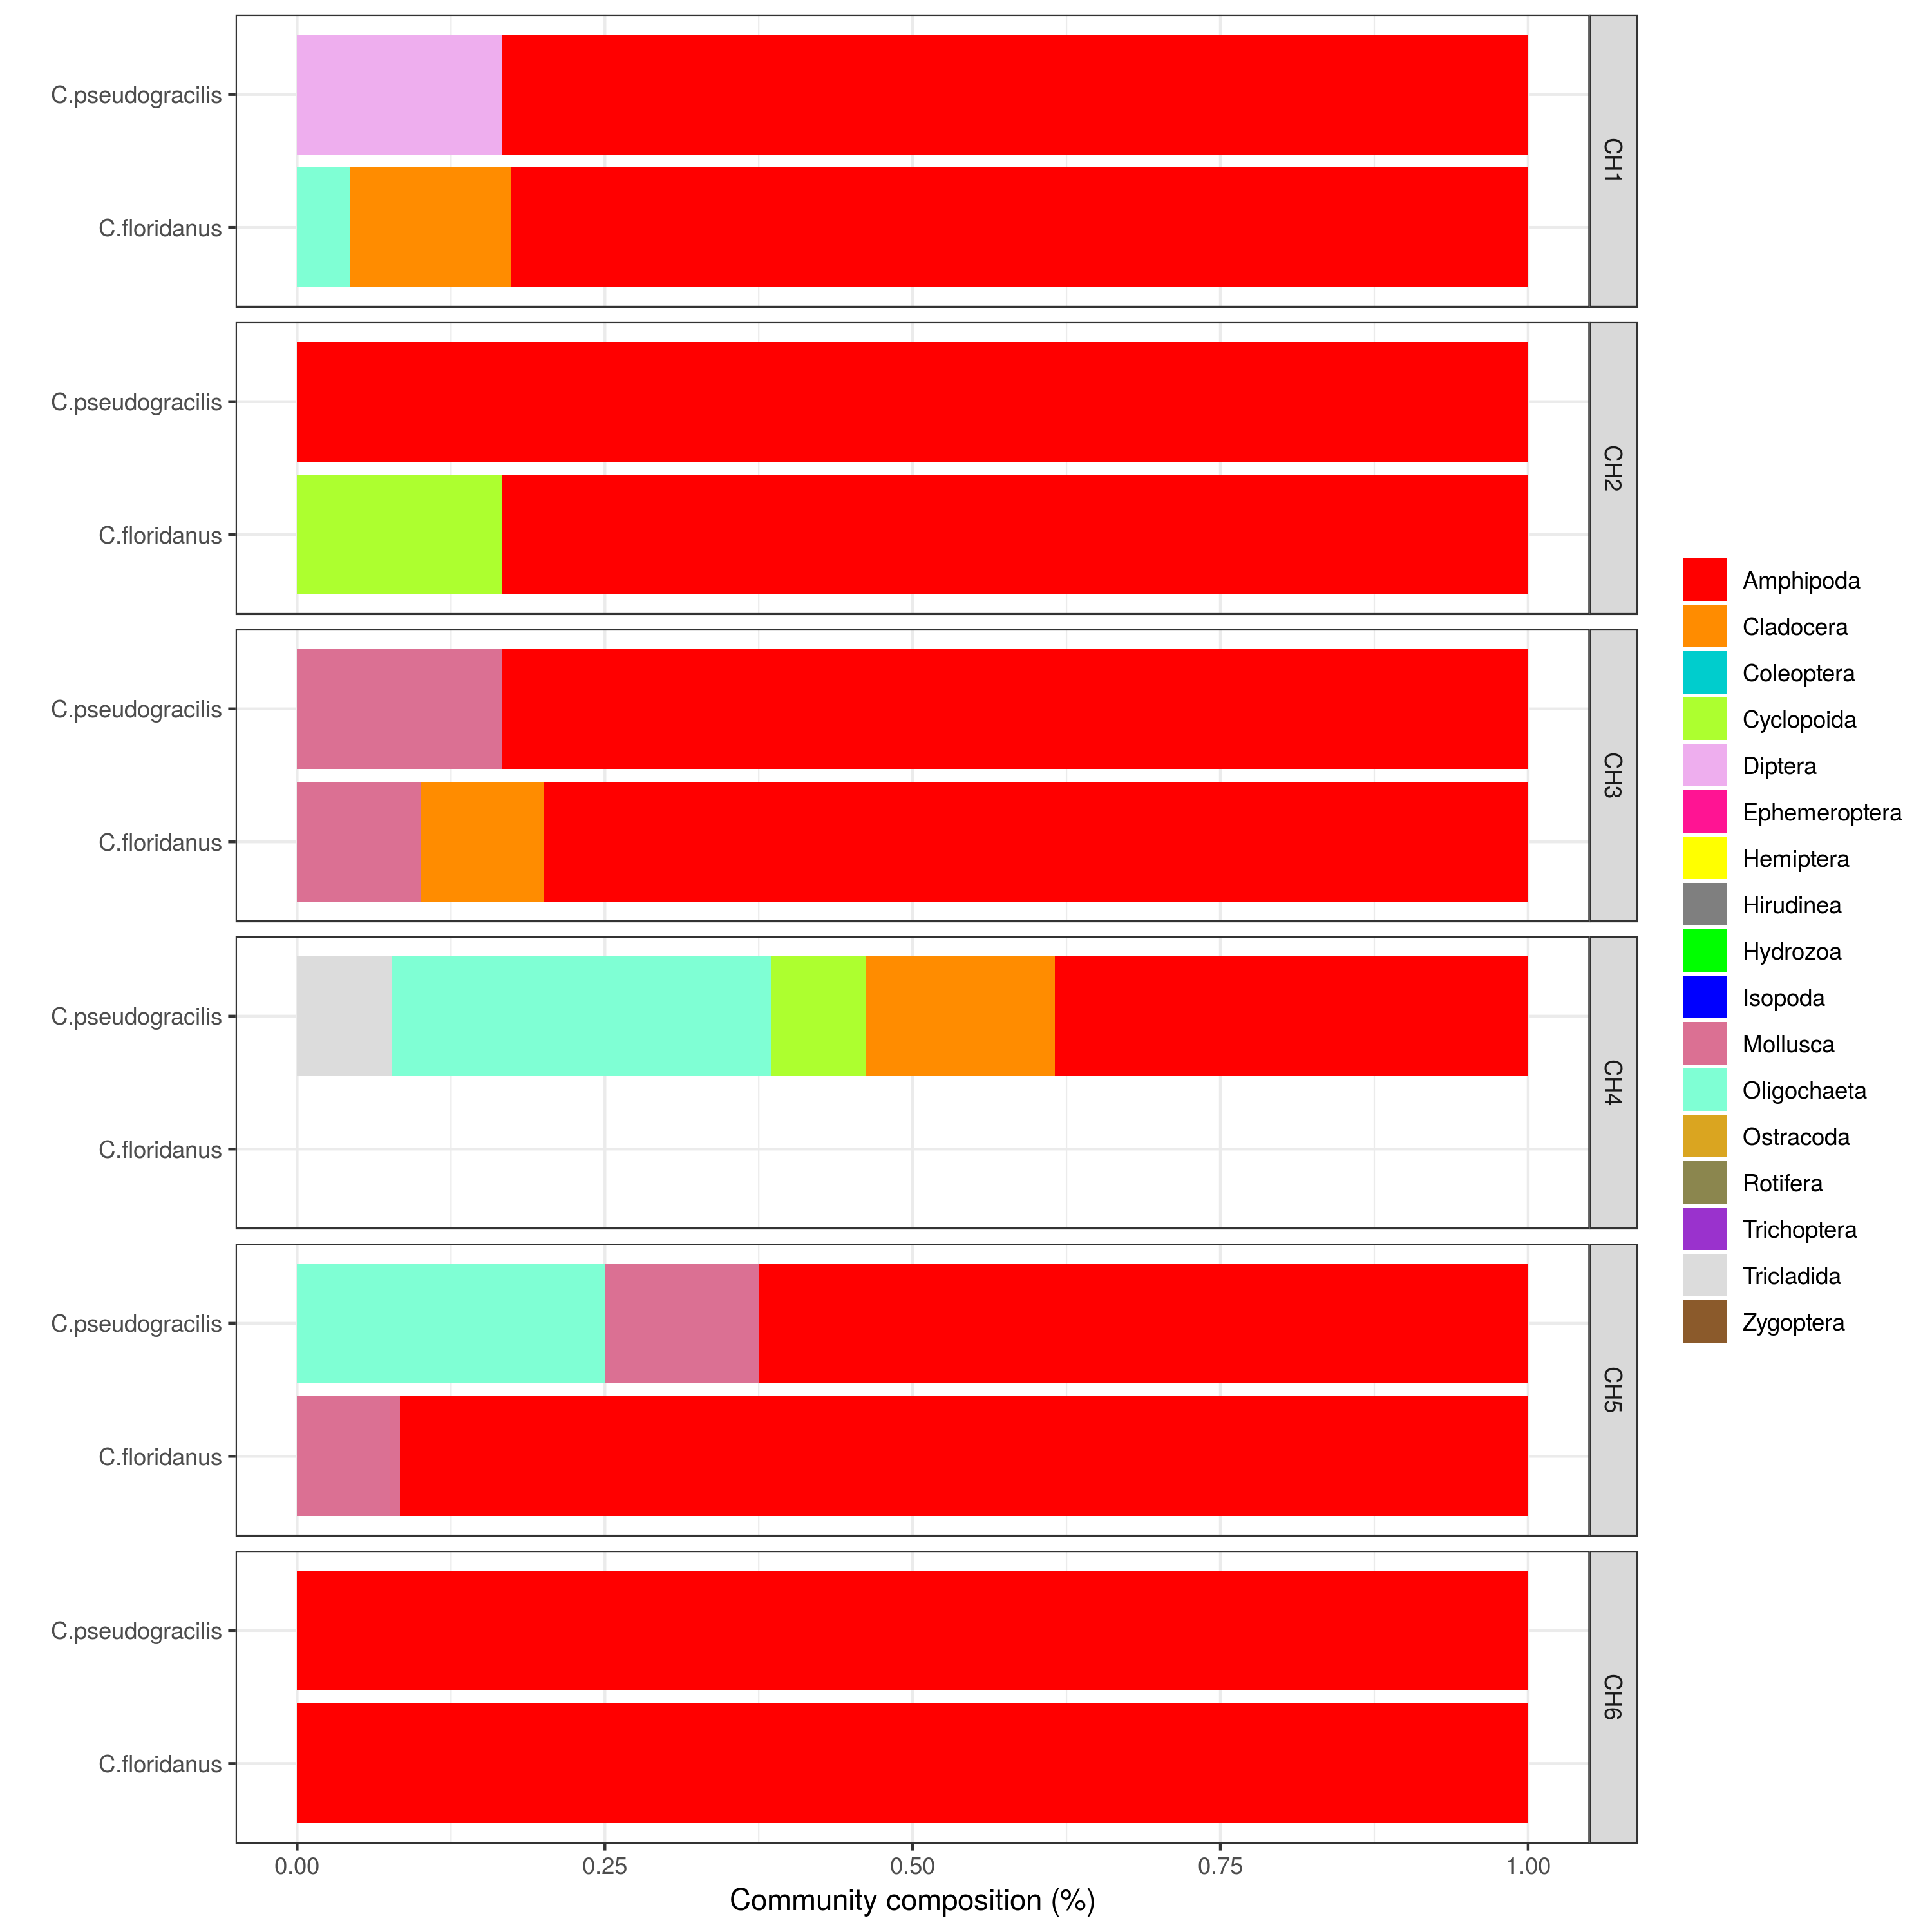 C.pseudogracilis
C.floridanus
CH1
C.pseudogracilis
C.floridanus
CH2
C.pseudogracilis
C.floridanus
CH3
C.pseudogracilis
C.floridanus
CH4
C.pseudogracilis
C.floridanus
CH5
C.pseudogracilis
C.floridanus
CH6
0.00 0.25 0.50 0.75 1.00
Community composition (%)
Amphipoda
Cladocera
Coleoptera
Cyclopoida
Diptera
Ephemeroptera
Hemiptera
Hirudinea
Hydrozoa
Isopoda
Mollusca
Oligochaeta
Ostracoda
Rotifera
Trichoptera
Tricladida
Zygoptera